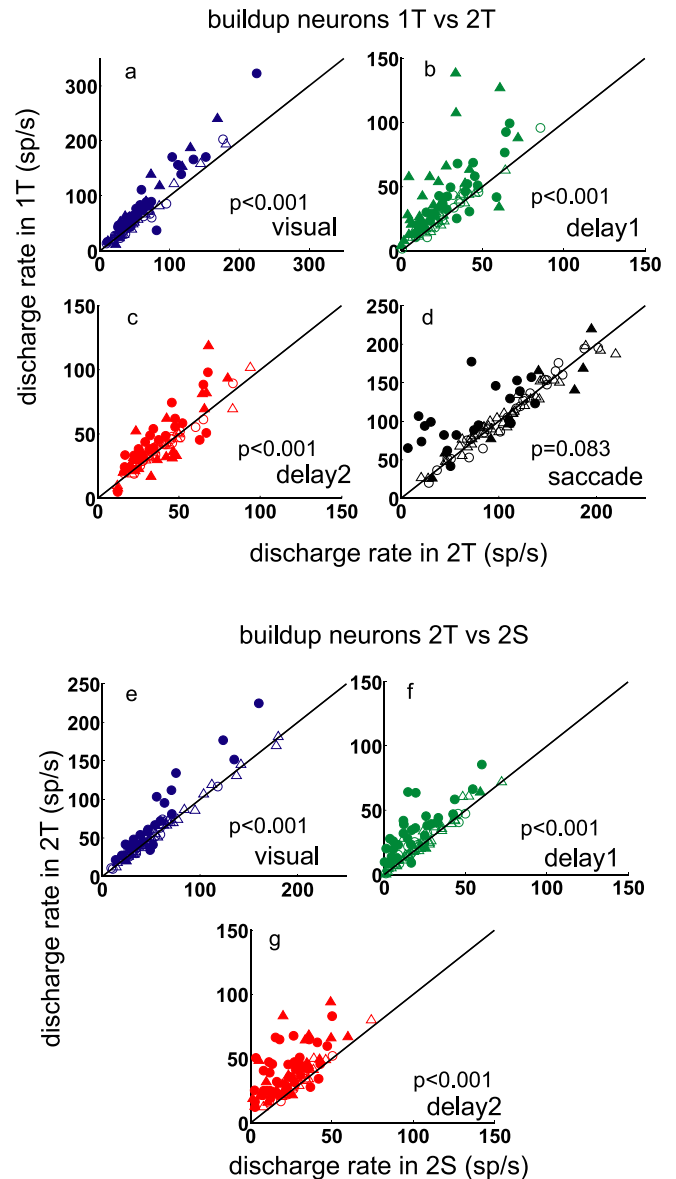 buildup neurons 1T vs 2T
discharge rate in 1T (sp/s)
a
300
200
100
0
0 100 200 300
p<0.001
visual
b
150
100
50
0
0 50 100 150
p<0.001
delay1
c
150
100
50
0
0 50 100 150
p<0.001
delay2
d
250
200
150
100
50
0
0 100 200
p=0.083
saccade
discharge rate in 2T (sp/s)
buildup neurons 2T vs 2S
discharge rate in 2T (sp/s)
e
250
200
150
100
50
0
0 100 200
p<0.001
visual
f
150
100
50
0
0 50 100 150
p<0.001
delay1
g
150
100
50
0
0 50 100 150
p<0.001
delay2
discharge rate in 2S (sp/s)